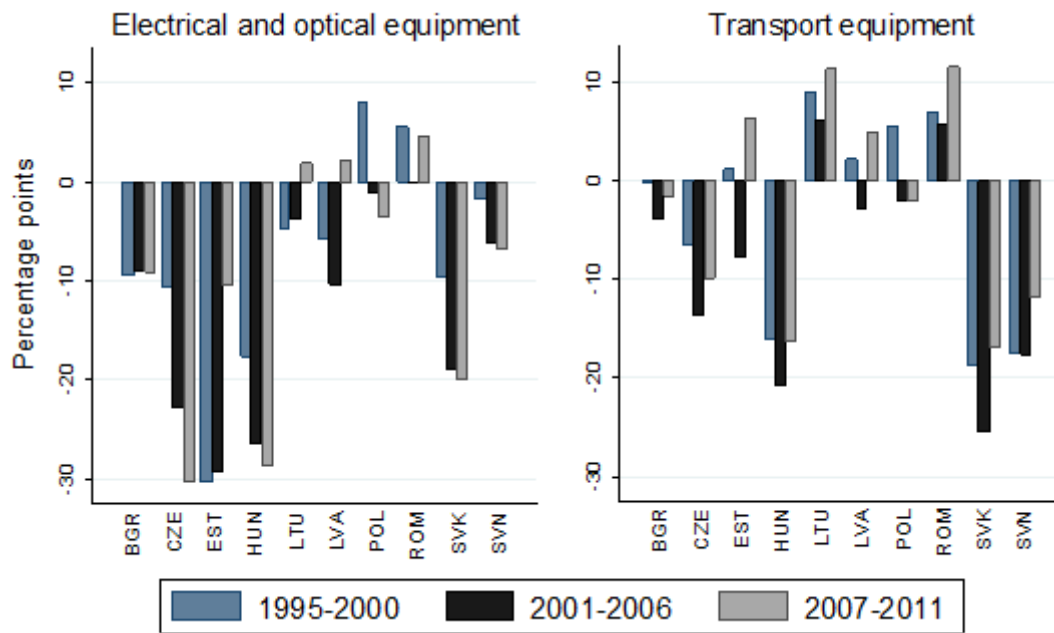 Electrical and optical equipment
Transport equipment
Percentage points
10
0
-10
-20
-30
BGR CZE EST HUN LTU LVA POL ROM SVK SVN
10
0
-10
-20
-30
BGR CZE EST HUN LTU LVA POL ROM SVK SVN
1995-2000 2001-2006 2007-2011